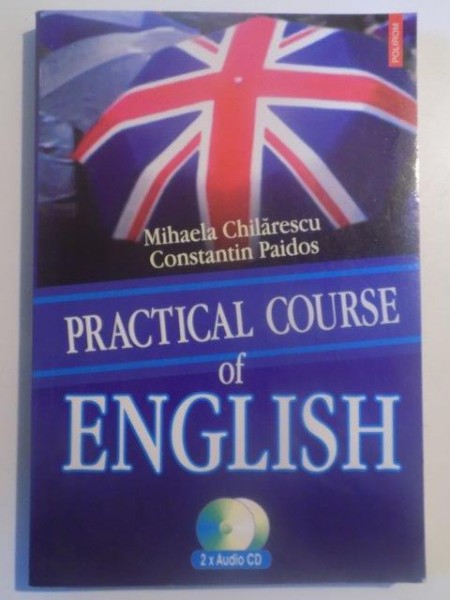 POLIROM
Mihaela Chilărescu
Constantin Paidos
PRACTICAL COURSE
of
ENGLISH
2 x Audio CD